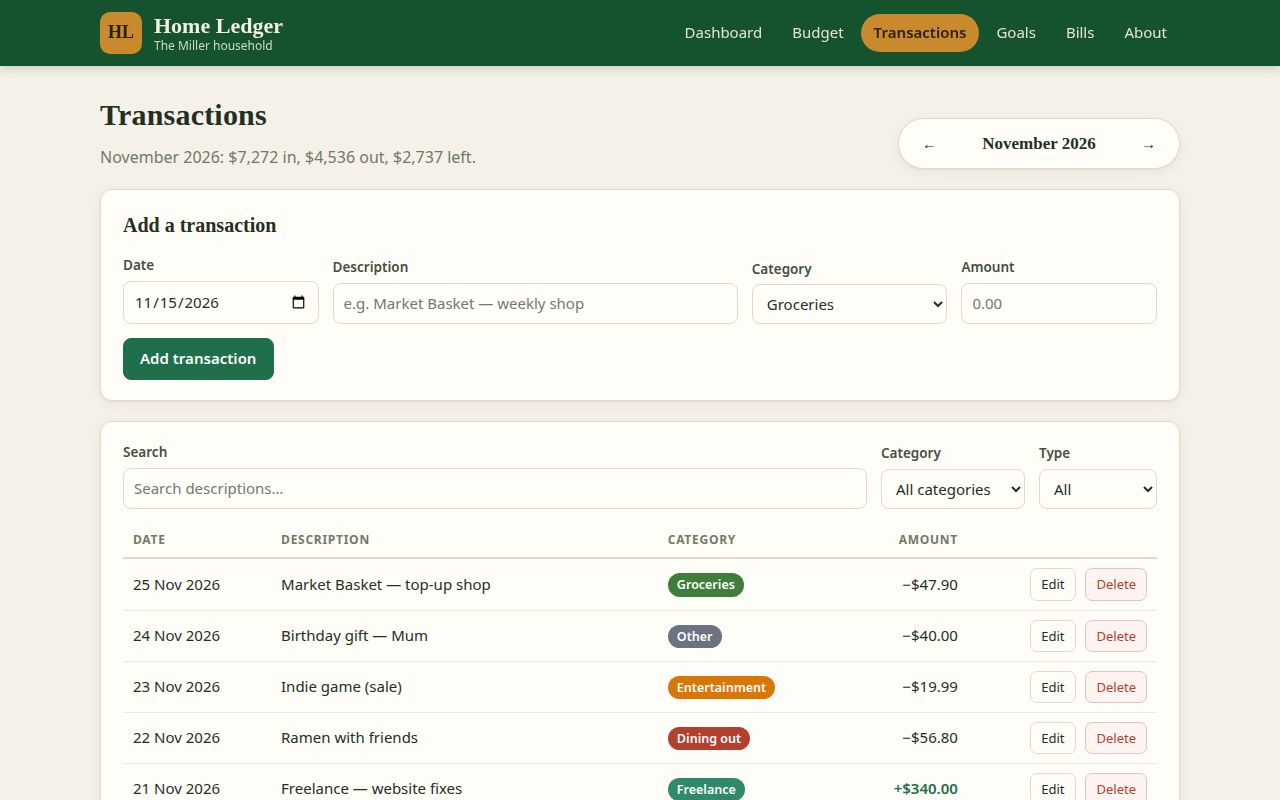 HL
Home Ledger
The Miller household
Dashboard Budget Transactions Goals Bills About
Transactions
November 2026: $7,272 in, $4,536 out, $2,737 left.
← November 2026 →
Add a transaction
Date Description Category Amount
11/15/2026 e.g. Market Basket — weekly shop Groceries 0.00
Add transaction
Search Category Type
Search descriptions... All categories All
DATE DESCRIPTION CATEGORY AMOUNT
25 Nov 2026 Market Basket — top-up shop Groceries −$47.90 Edit Delete
24 Nov 2026 Birthday gift — Mum Other −$40.00 Edit Delete
23 Nov 2026 Indie game (sale) Entertainment −$19.99 Edit Delete
22 Nov 2026 Ramen with friends Dining out −$56.80 Edit Delete
21 Nov 2026 Freelance — website fixes Freelance +$340.00 Edit Delete